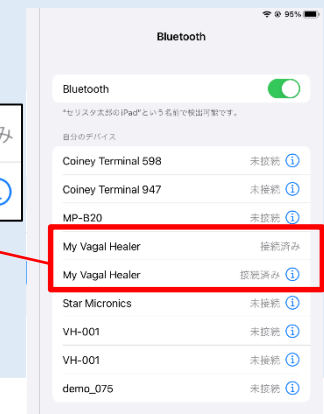 95%
Bluetooth
Bluetooth
"セリスタ太郎のiPad"という名前で検出可能です。
自分のデバイス
Coiney Terminal 598 未接続
Coiney Terminal 947 未接続
MP-B20 未接続
My Vagal Healer 接続済み
My Vagal Healer 接続済み
Star Micronics 未接続
VH-001 未接続
VH-001 未接続
demo_075 未接続
み